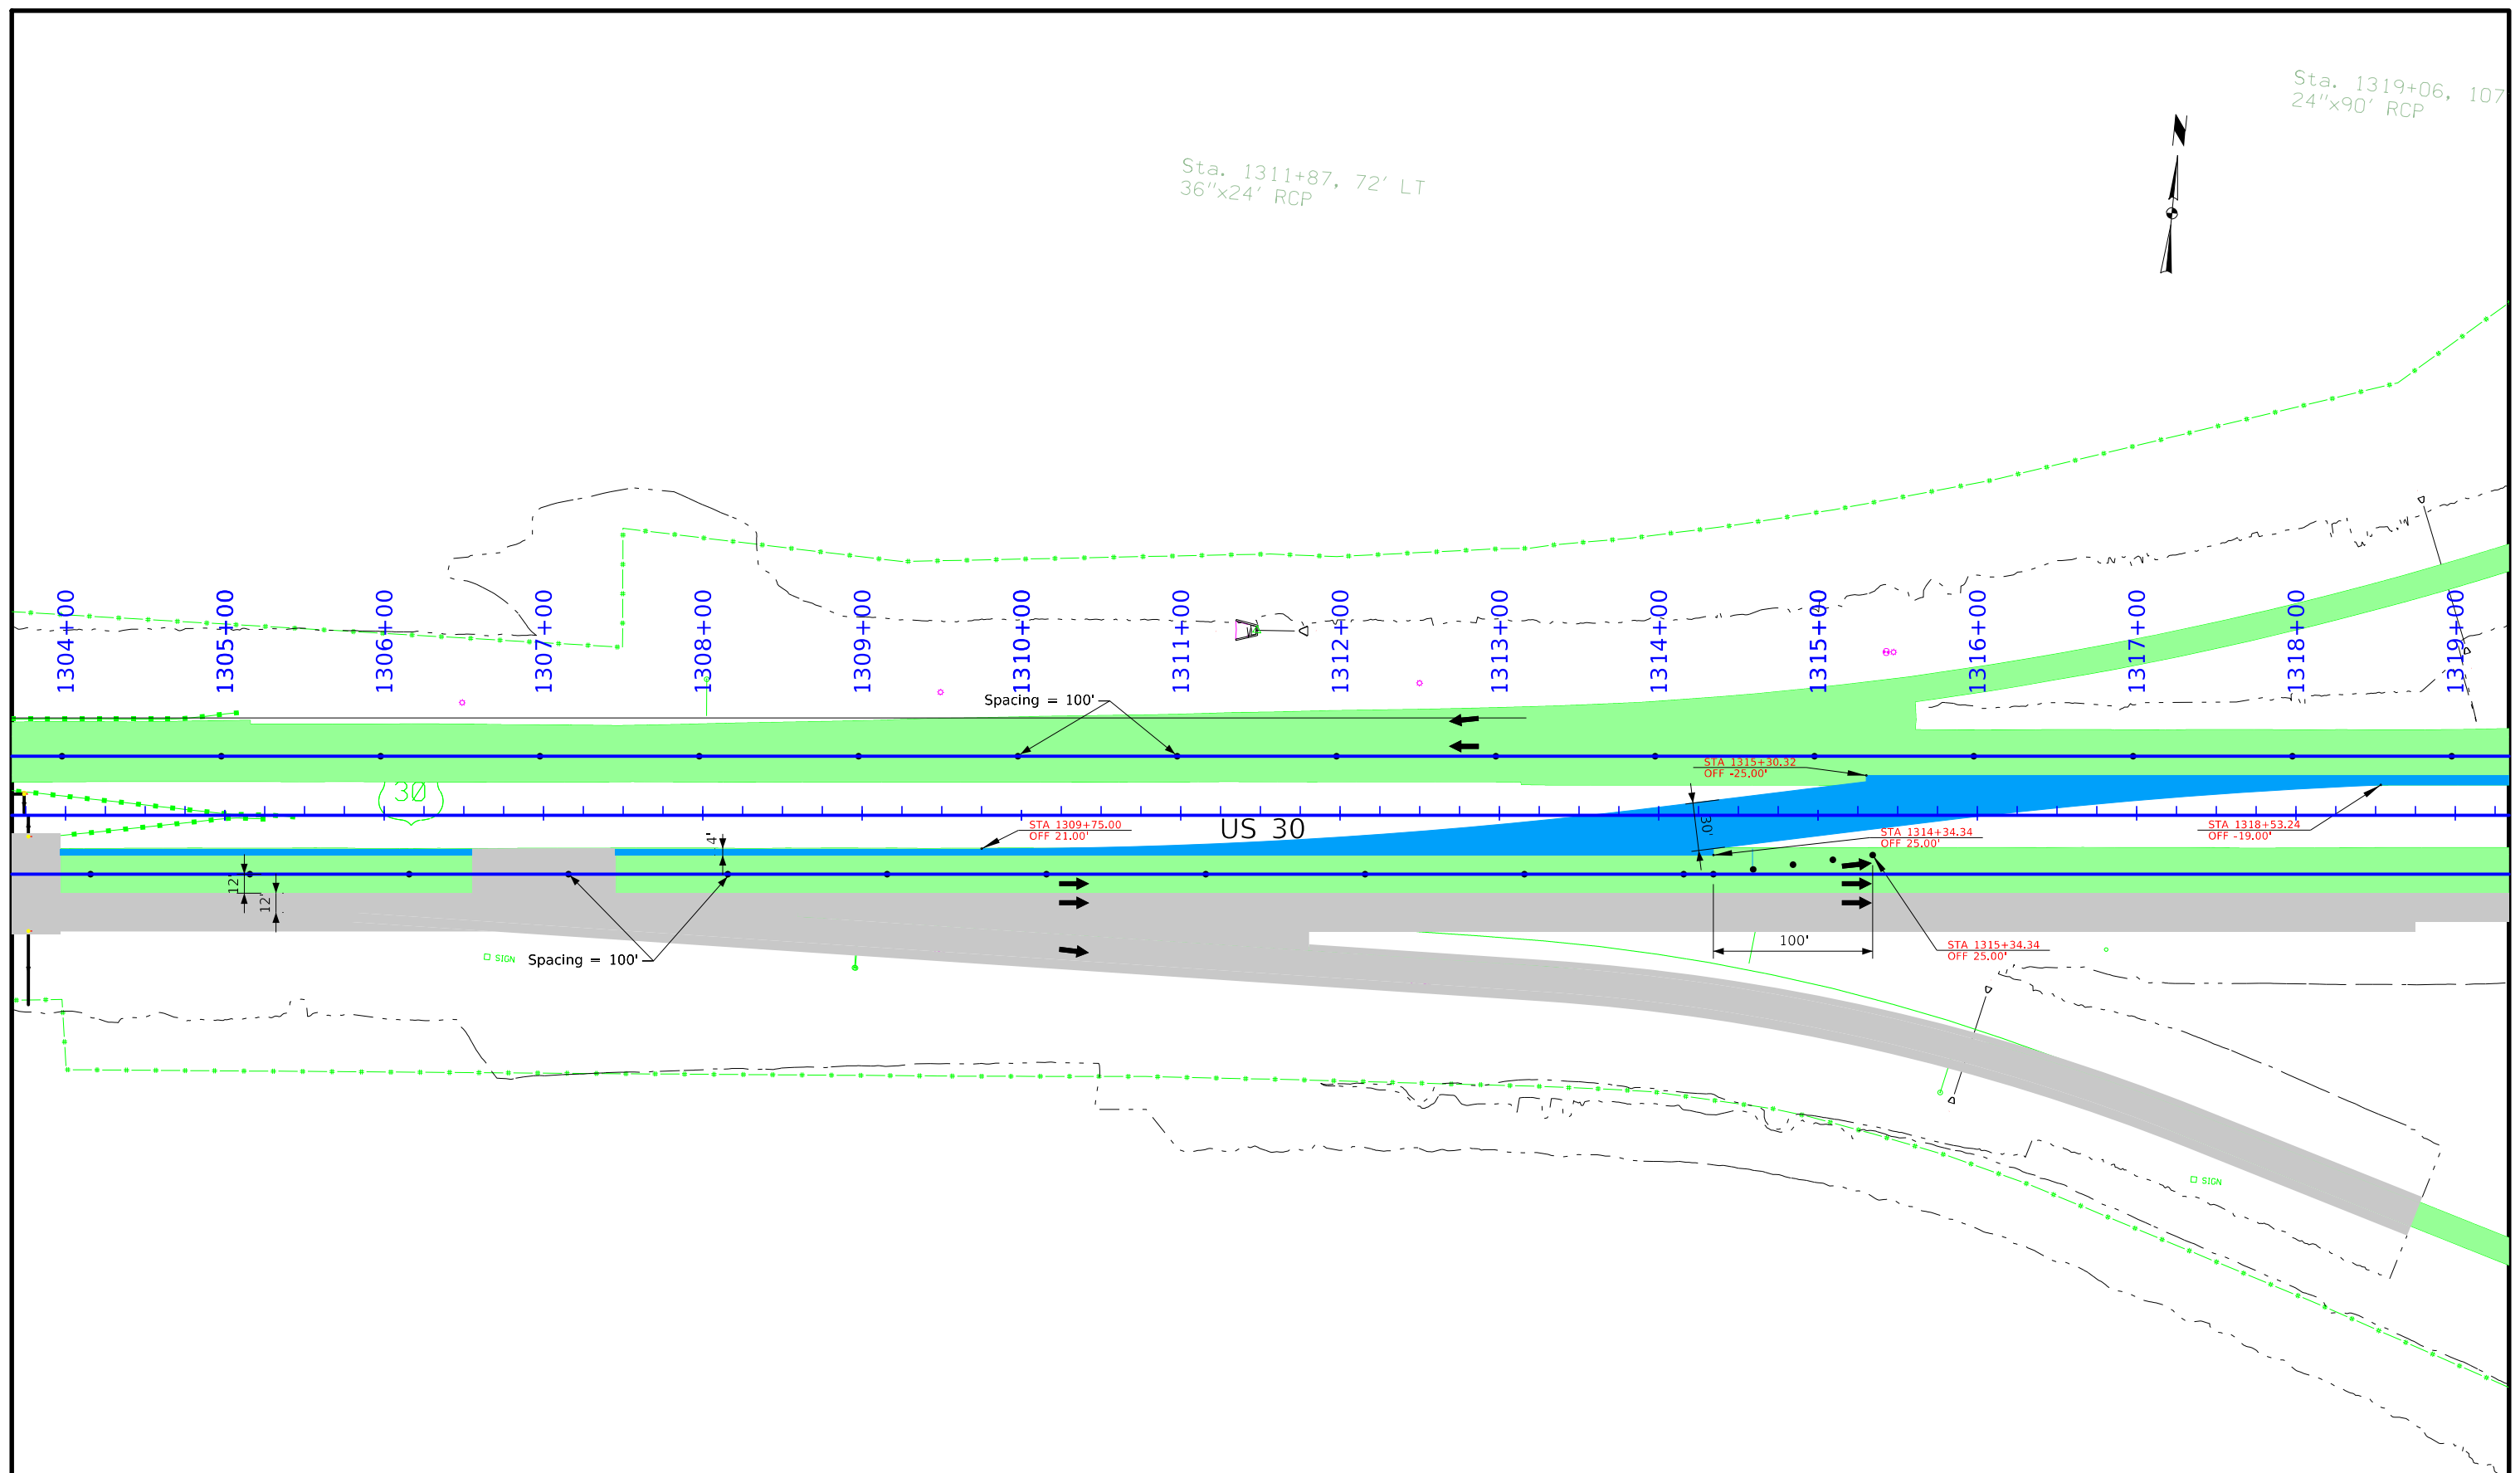 Sta. 1319+06, 107
24"x90' RCP
N
Sta. 1311+87, 72' LT
36"x24' RCP
1304+00
1305+00
1306+00
1307+00
1308+00
1309+00
1310+00
1311+00
1312+00
1313+00
1314+00
1315+00
1316+00
1317+00
1318+00
1319+00
Spacing = 100'
STA 1315+30.32
OFF -25.00'
30
STA 1309+75.00
OFF 21.00'
US 30
30'
STA 1314+34.34
OFF 25.00'
STA 1318+53.24
OFF -19.00'
4'
12'
12'
SIGN
Spacing = 100'
100'
STA 1315+34.34
OFF 25.00'
SIGN